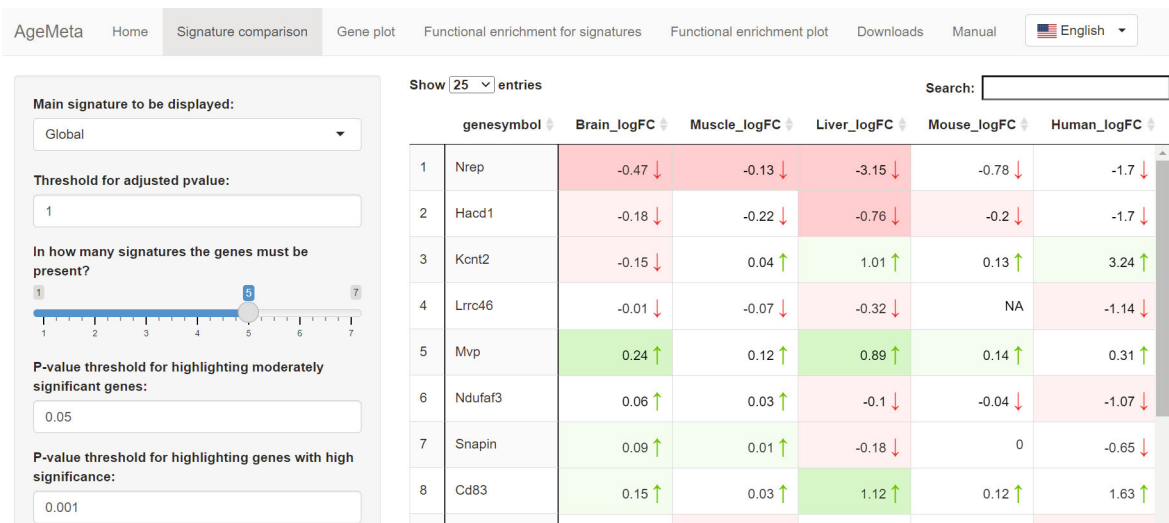 AgeMeta Home Signature comparison Gene plot Functional enrichment for signatures Functional enrichment plot Downloads Manual English
Main signature to be displayed:
Global
Threshold for adjusted pvalue:
1
In how many signatures the genes must be
present?
1 5 7
1 2 3 4 5 6 7
P-value threshold for highlighting moderately
significant genes:
0.05
P-value threshold for highlighting genes with high
significance:
0.001
Show 25 entries Search:
genesymbol Brain_logFC Muscle_logFC Liver_logFC Mouse_logFC Human_logFC
1 Nrep -0.47 ↓ -0.13 ↓ -3.15 ↓ -0.78 ↓ -1.7 ↓
2 Hacd1 -0.18 ↓ -0.22 ↓ -0.76 ↓ -0.2 ↓ -1.7 ↓
3 Kcnt2 -0.15 ↓ 0.04 ↑ 1.01 ↑ 0.13 ↑ 3.24 ↑
4 Lrrc46 -0.01 ↓ -0.07 ↓ -0.32 ↓ NA -1.14 ↓
5 Mvp 0.24 ↑ 0.12 ↑ 0.89 ↑ 0.14 ↑ 0.31 ↑
6 Ndufaf3 0.06 ↑ 0.03 ↑ -0.1 ↓ -0.04 ↓ -1.07 ↓
7 Snapin 0.09 ↑ 0.01 ↑ -0.18 ↓ 0 -0.65 ↓
8 Cd83 0.15 ↑ 0.03 ↑ 1.12 ↑ 0.12 ↑ 1.63 ↑